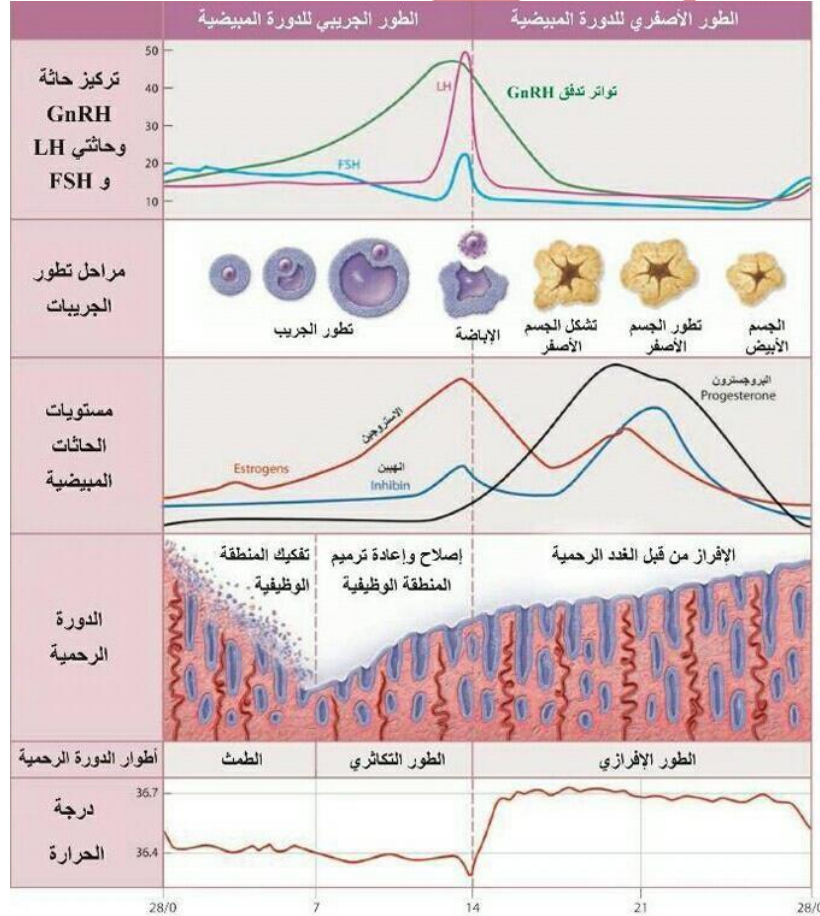 الطور الجريبي للدورة المبيضية
الطور الأصفري للدورة المبيضية
تركيز حاثة
GnRH
وحاثتي LH
و FSH
50
40
30
20
10
LH
FSH
تواتر تدفق GnRH
مراحل تطور
الجريبات
تطور الجريب
الإباضة
تشكل الجسم
الأصفر
تطور الجسم
الأصفر
الجسم
الأبيض
مستويات
الحاثات
المبيضية
Estrogens
الاستروجين
انهبين
Inhibin
البروجسترون
Progesterone
الدورة
الرحمية
تفكيك المنطقة
الوظيفية
إصلاح وإعادة ترميم
المنطقة الوظيفية
الإفراز من قبل الغدد الرحمية
أطوار الدورة الرحمية
الطمث
الطور التكاثري
الطور الإفرازي
درجة
الحرارة
36.7
36.4
28/0
7
14
21
28/0